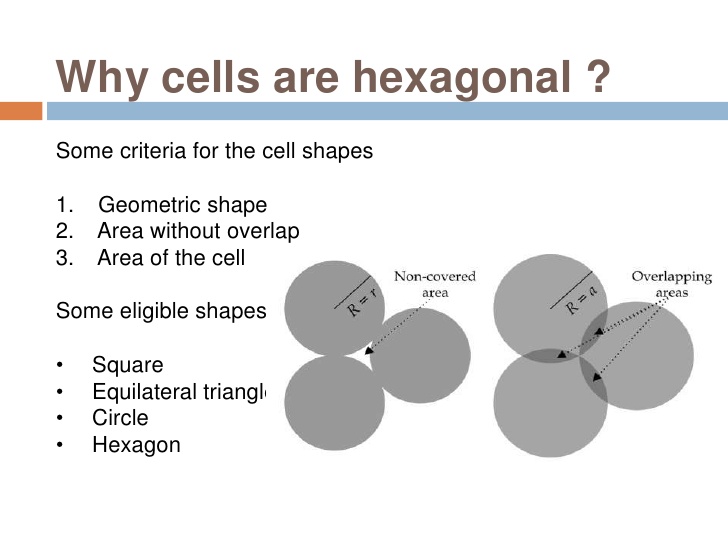 Why cells are hexagonal ?
Some criteria for the cell shapes
1. Geometric shape
2. Area without overlap
3. Area of the cell
Some eligible shapes
• Square
• Equilateral triangl
• Circle
• Hexagon
Non-covered
area
R = r
Overlapping
areas
R = a